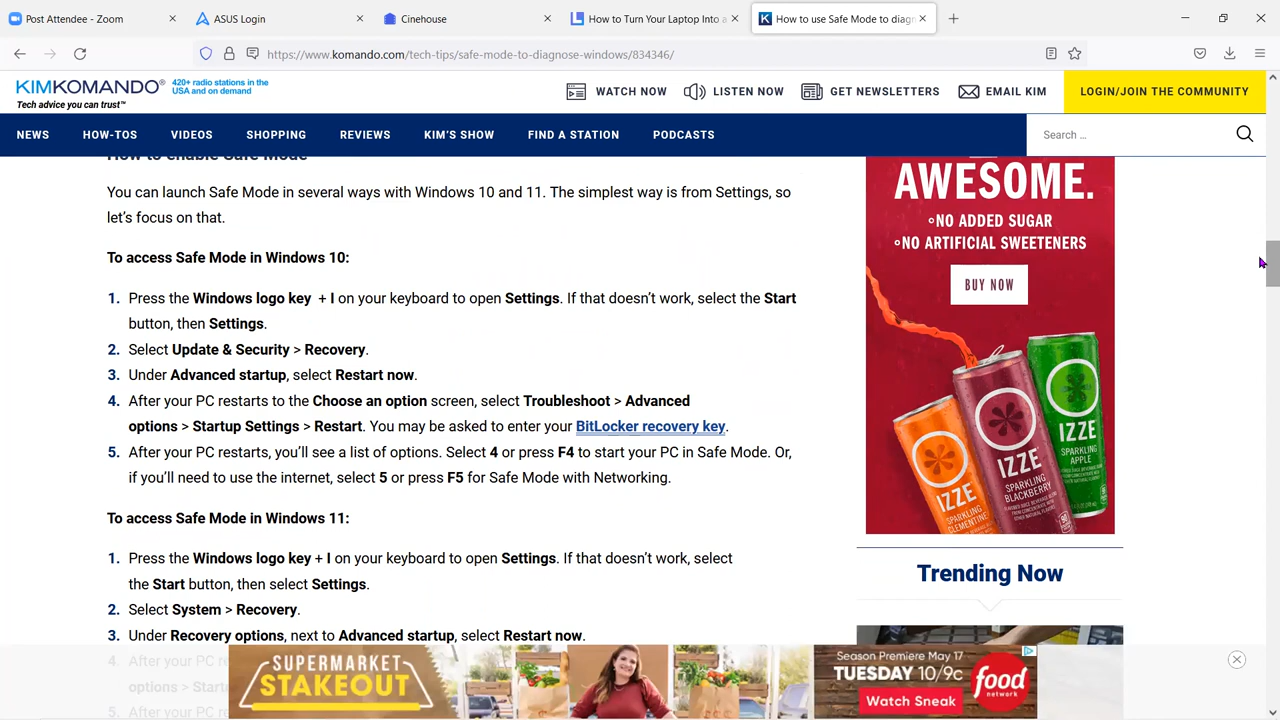 Post Attendee - Zoom
ASUS Login
Cinehouse
How to Turn Your Laptop Into a
How to use Safe Mode to diagn
https://www.komando.com/tech-tips/safe-mode-to-diagnose-windows/834346/
KIMKOMANDO®
420+ radio stations in the
USA and on demand
Tech advice you can trust™
WATCH NOW
LISTEN NOW
GET NEWSLETTERS
EMAIL KIM
LOGIN/JOIN THE COMMUNITY
NEWS
HOW-TOS
VIDEOS
SHOPPING
REVIEWS
KIM'S SHOW
FIND A STATION
PODCASTS
Search ...
How to enable Safe Mode
You can launch Safe Mode in several ways with Windows 10 and 11. The simplest way is from Settings, so
let's focus on that.
To access Safe Mode in Windows 10:
1. Press the Windows logo key + I on your keyboard to open Settings. If that doesn't work, select the Start
button, then Settings.
2. Select Update & Security > Recovery.
3. Under Advanced startup, select Restart now.
4. After your PC restarts to the Choose an option screen, select Troubleshoot > Advanced
options > Startup Settings > Restart. You may be asked to enter your BitLocker recovery key.
5. After your PC restarts, you'll see a list of options. Select 4 or press F4 to start your PC in Safe Mode. Or,
if you'll need to use the internet, select 5 or press F5 for Safe Mode with Networking.
To access Safe Mode in Windows 11:
1. Press the Windows logo key + I on your keyboard to open Settings. If that doesn't work, select
the Start button, then select Settings.
2. Select System > Recovery.
3. Under Recovery options, next to Advanced startup, select Restart now.
4. After your PC r
options > Start
5. After your PC r
AWESOME.
◦NO ADDED SUGAR
◦NO ARTIFICIAL SWEETENERS
BUY NOW
IZZE
SPARKLING
CLEMENTINE
IZZE
SPARKLING
BLACKBERRY
IZZE
SPARKLING
APPLE
Trending Now
SUPERMARKET
STAKEOUT
Season Premiere May 17
TUESDAY 10/9c
Watch Sneak
food
network